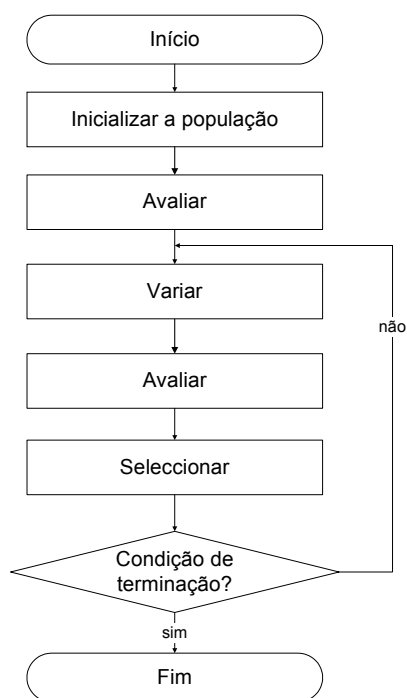 Início
Inicializar a população
Avaliar
Variar
não
Avaliar
Seleccionar
Condição de
terminação?
sim
Fim